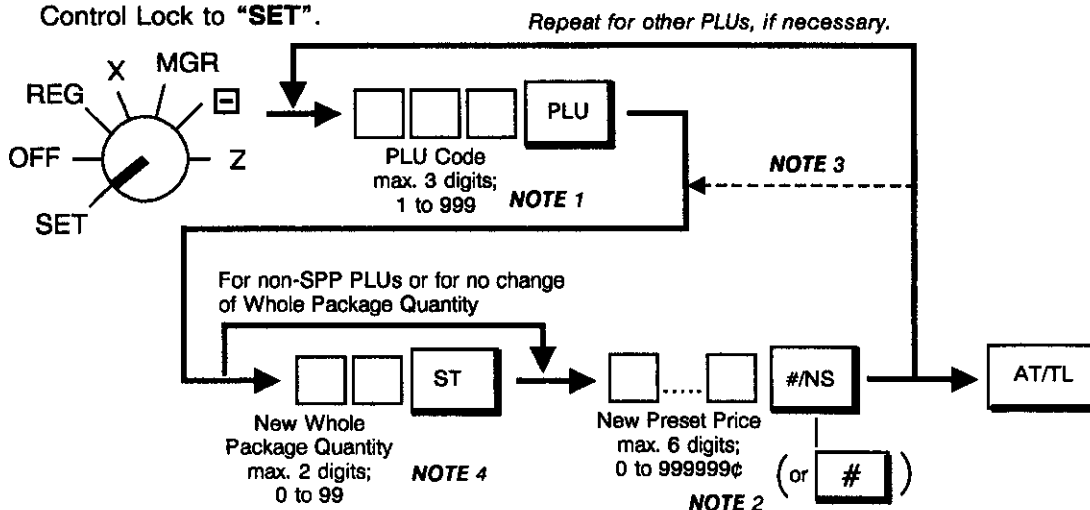 Control Lock to "SET".
Repeat for other PLUs, if necessary.
MGR
X
REG
⊟
OFF
Z
SET
PLU
PLU Code
max. 3 digits;
1 to 999
NOTE 1
NOTE 3
For non-SPP PLUs or for no change
of Whole Package Quantity
ST
.....
#/NS
AT/TL
New Whole
Package Quantity
max. 2 digits;
0 to 99
NOTE 4
New Preset Price
max. 6 digits;
0 to 999999¢
NOTE 2
(or # )